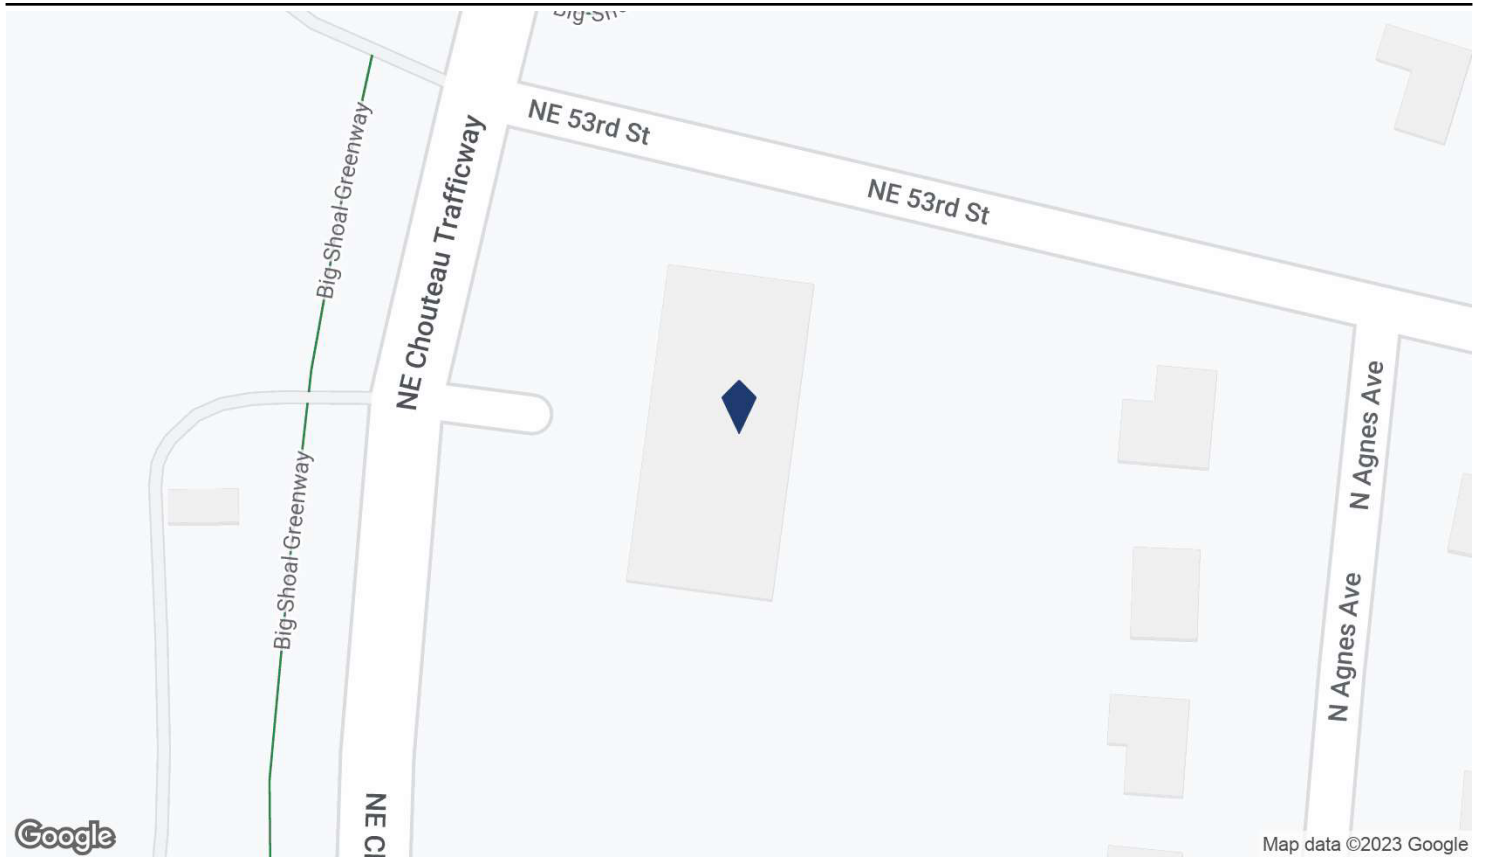 NE 53rd St
NE 53rd St
Big-Shoal-Greenway
NE Chouteau Trafficway
N Agnes Ave
Big-Shoal-Greenway
N Agnes Ave
Google
Map data ©2023 Google